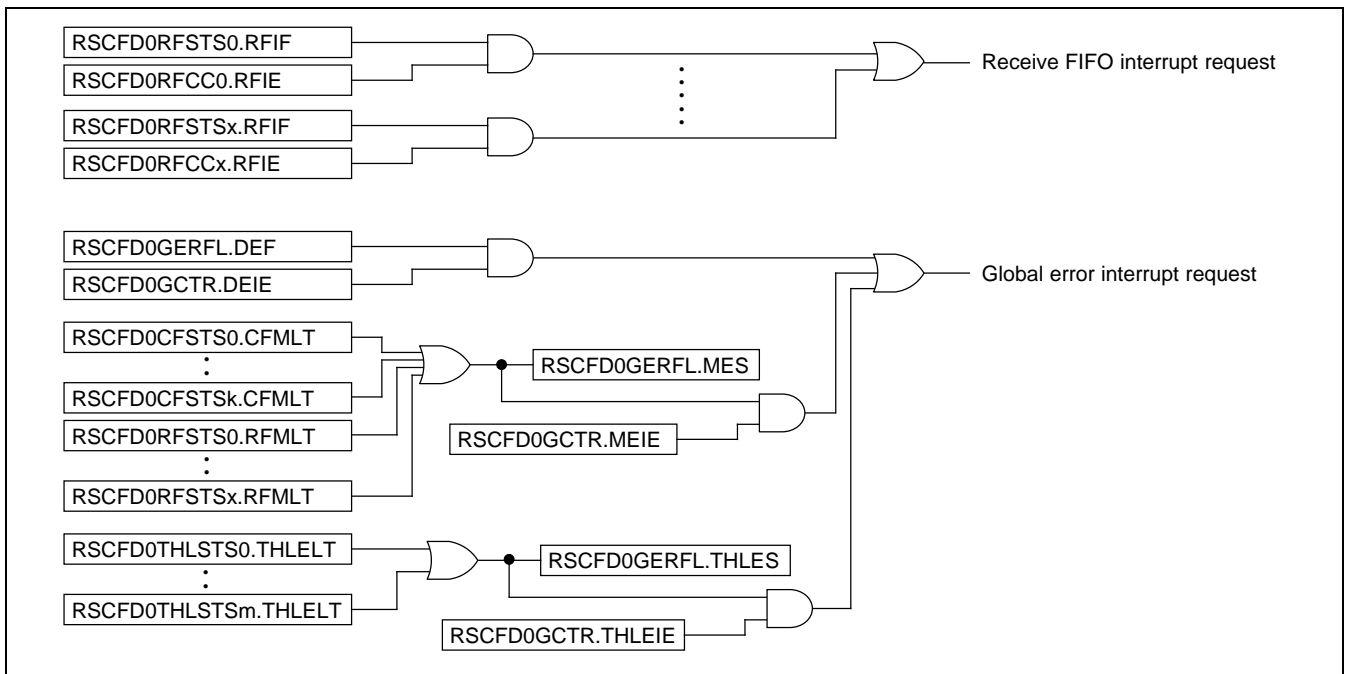 RSCFD0RFSTS0.RFIF
RSCFD0RFCC0.RFIE
Receive FIFO interrupt request
RSCFD0RFSTSx.RFIF
RSCFD0RFCCx.RFIE
RSCFD0GERFL.DEF
RSCFD0GCTR.DEIE
Global error interrupt request
RSCFD0CFSTS0.CFMLT
RSCFD0GERFL.MES
RSCFD0CFSTSk.CFMLT
RSCFD0RFSTS0.RFMLT
RSCFD0GCTR.MEIE
RSCFD0RFSTSx.RFMLT
RSCFD0THLSTS0.THLELT
RSCFD0GERFL.THLES
RSCFD0THLSTSm.THLELT
RSCFD0GCTR.THLEIE